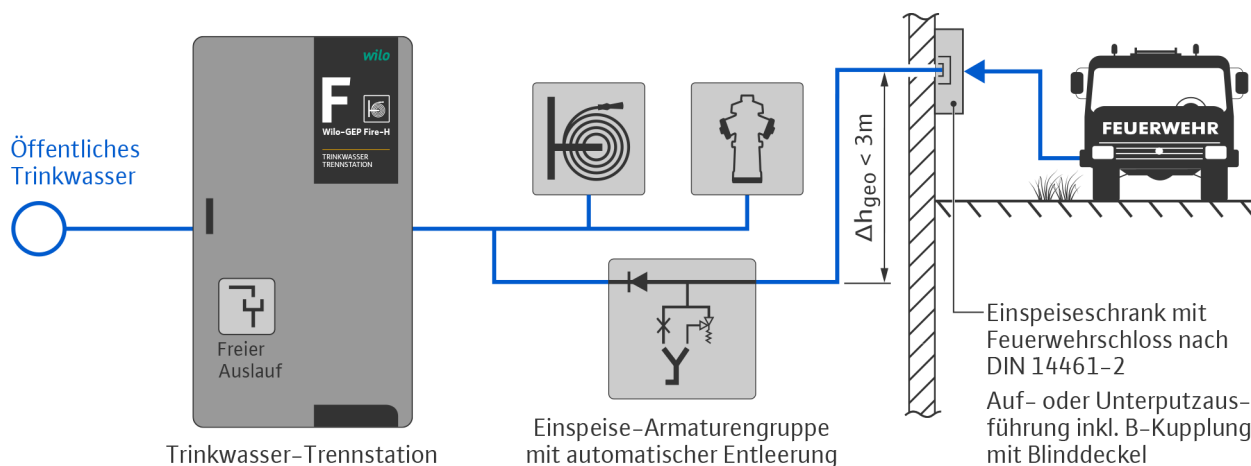 wilo
F
Wilo-GEP Fire-H
TRINKWASSER
TRENNSTATION
Öffentliches
Trinkwasser
Freier
Auslauf
Trinkwasser-Trennstation
Einspeise-Armaturengruppe
mit automatischer Entleerung
Δhgeo < 3m
FEUERWEHR
Einspeiseschrank mit
Feuerwehrschloss nach
DIN 14461-2
Auf- oder Unterputzaus-
führung inkl. B-Kupplung
mit Blinddeckel